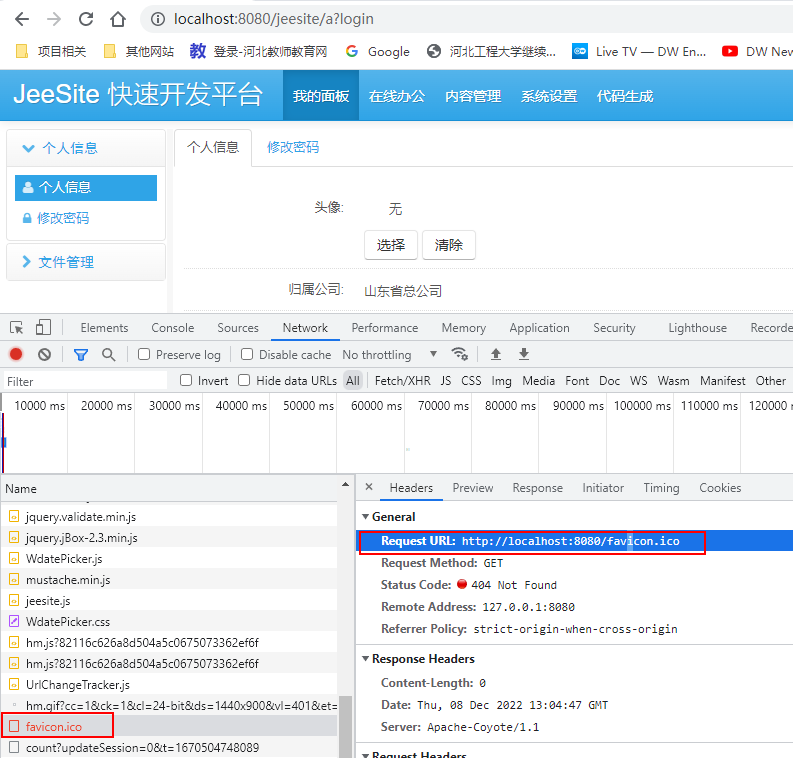 localhost:8080/jeesite/a?login
项目相关 其他网站 教 登录-河北教师教育网 Google 河北工程大学继续... Live TV — DW En... DW New
JeeSite 快速开发平台 我的面板 在线办公 内容管理 系统设置 代码生成
个人信息
个人信息
修改密码
文件管理
个人信息 修改密码
头像: 无
选择 清除
归属公司: 山东省总公司
Elements Console Sources Network Performance Memory Application Security Lighthouse Recorde
Preserve log Disable cache No throttling
Filter Invert Hide data URLs All Fetch/XHR JS CSS Img Media Font Doc WS Wasm Manifest Other
10000 ms 20000 ms 30000 ms 40000 ms 50000 ms 60000 ms 70000 ms 80000 ms 90000 ms 100000 ms 110000 ms 120000
Name
jquery.validate.min.js
jquery.jBox-2.3.min.js
WdatePicker.js
mustache.min.js
jeesite.js
WdatePicker.css
hm.js?82116c626a8d504a5c0675073362ef6f
hm.js?82116c626a8d504a5c0675073362ef6f
UrlChangeTracker.js
hm.gif?cc=1&ck=1&cl=24-bit&ds=1440x900&vl=401&et=
favicon.ico
count?updateSession=0&t=1670504748089
Headers Preview Response Initiator Timing Cookies
General
Request URL: http://localhost:8080/favicon.ico
Request Method: GET
Status Code: 404 Not Found
Remote Address: 127.0.0.1:8080
Referrer Policy: strict-origin-when-cross-origin
Response Headers
Content-Length: 0
Date: Thu, 08 Dec 2022 13:04:47 GMT
Server: Apache-Coyote/1.1
Request Headers